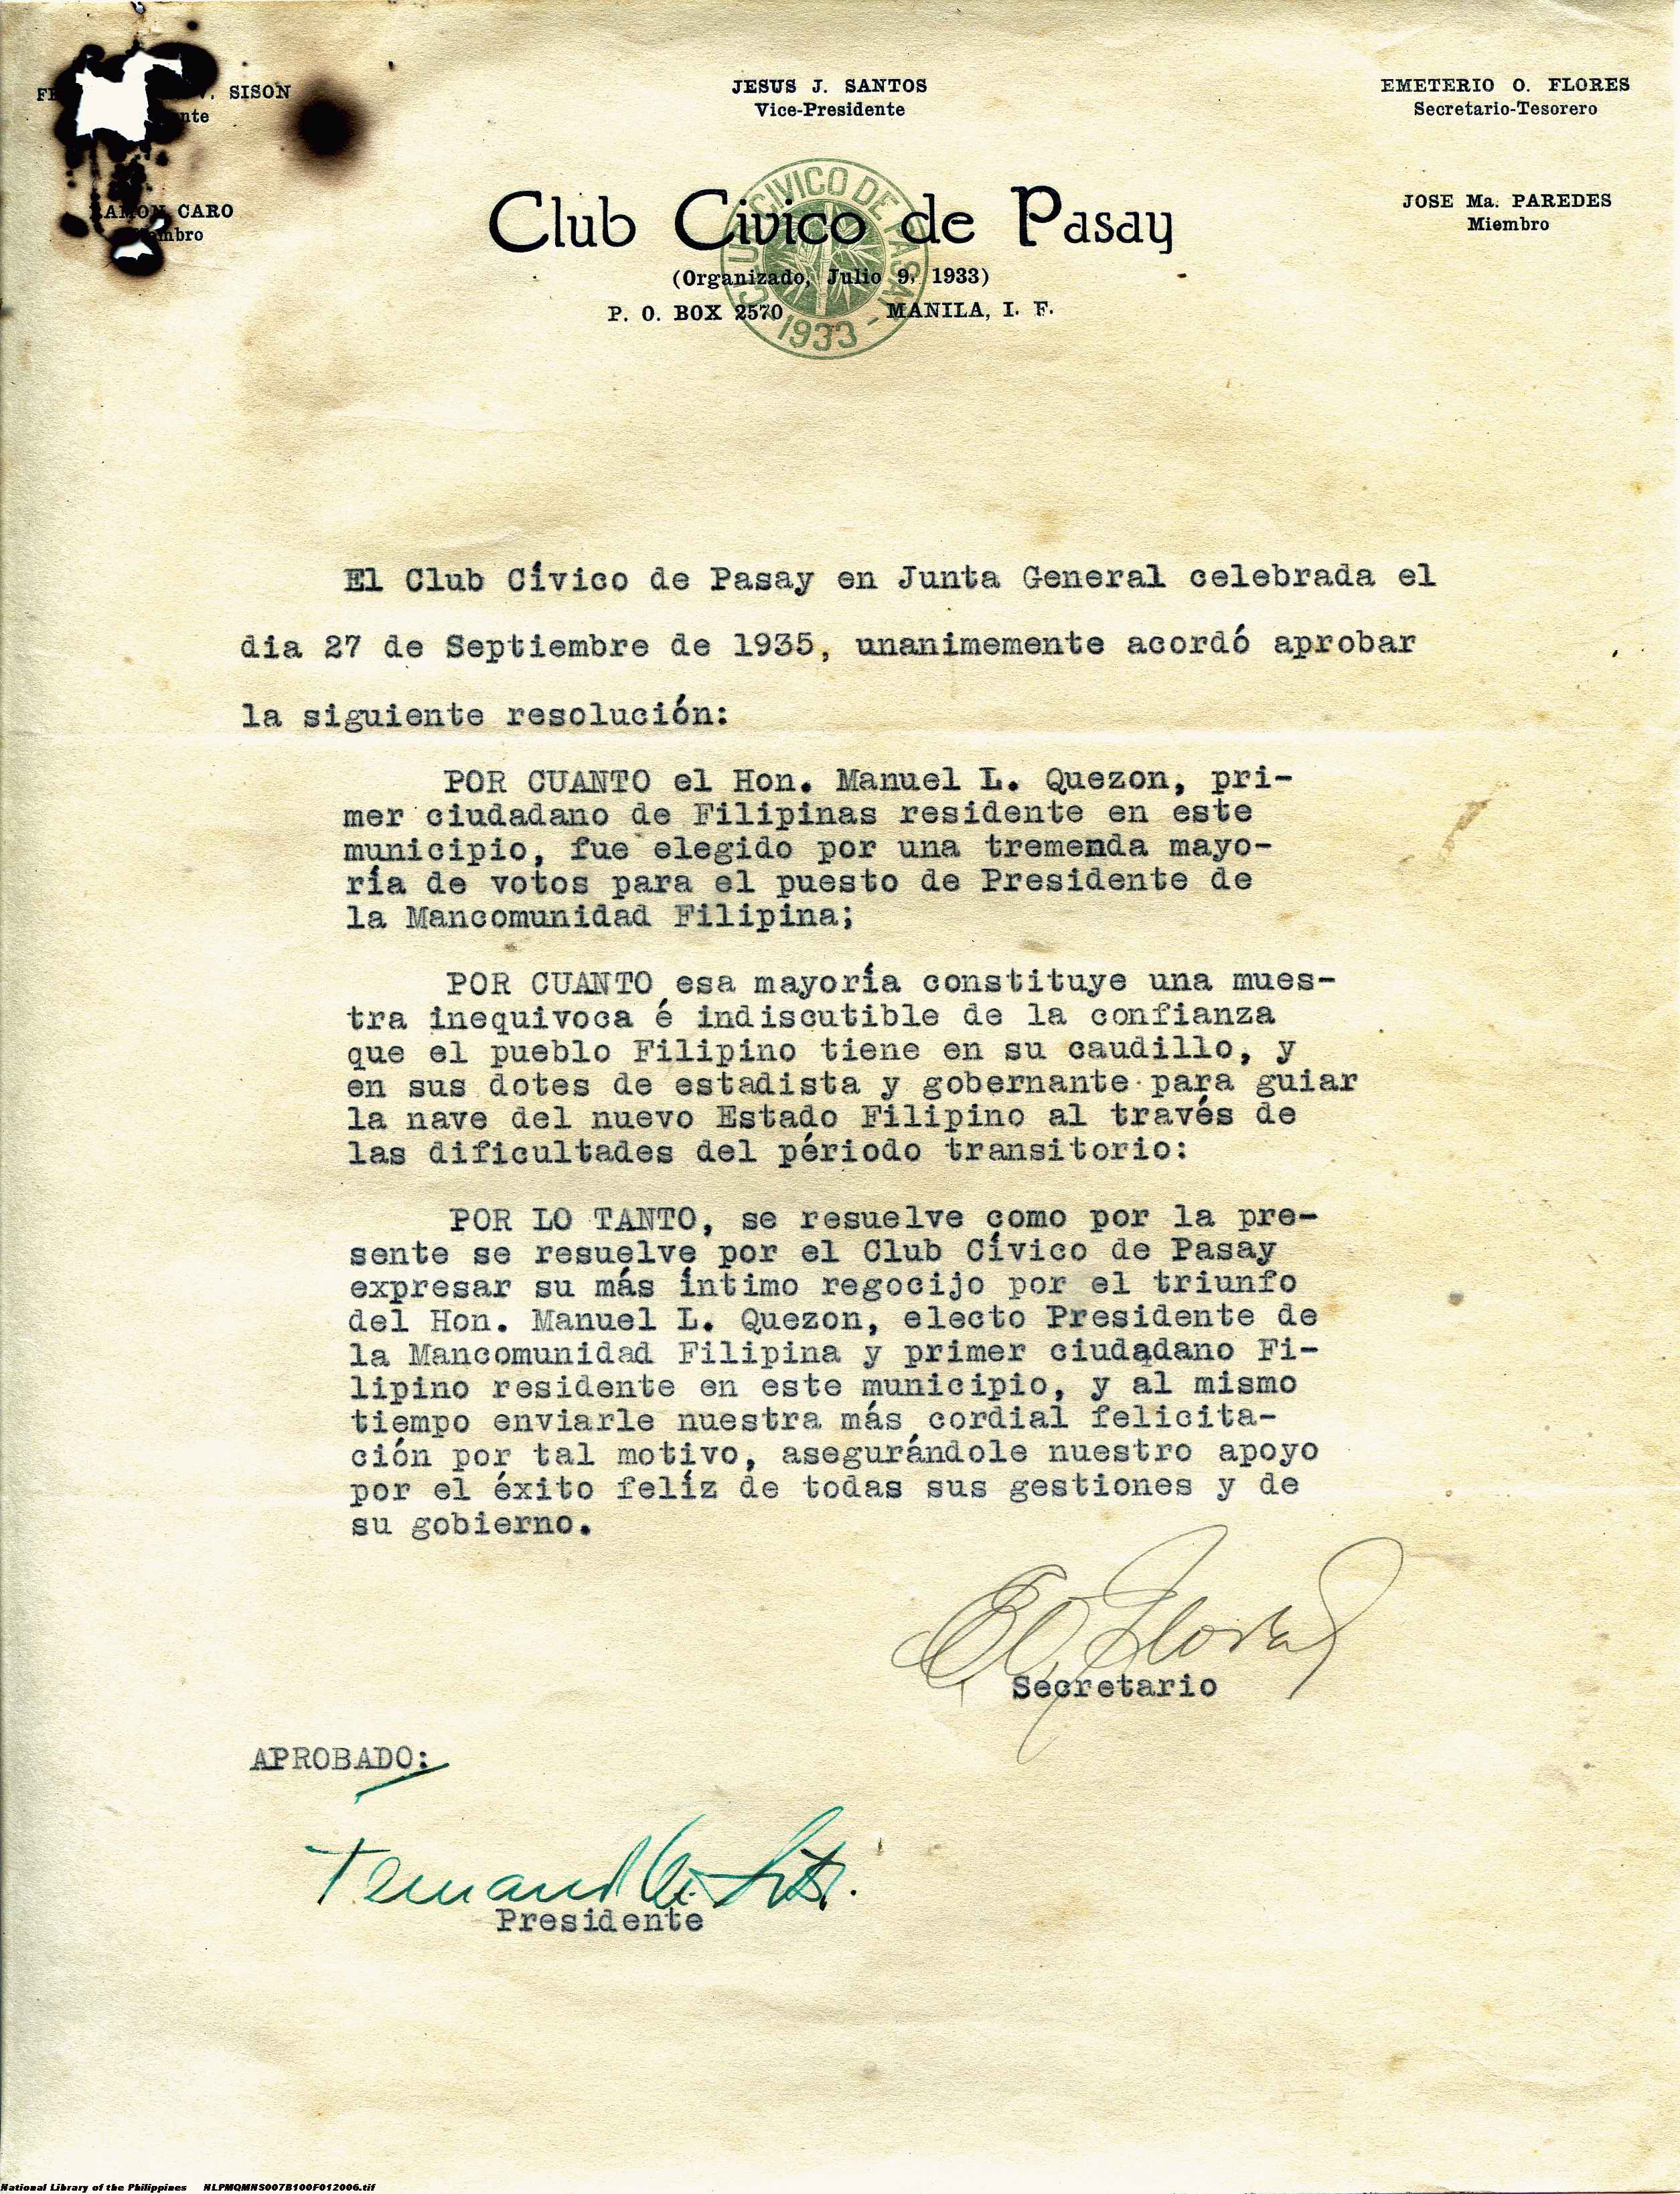 V. SISON
JESUS J. SANTOS
Vice-Presidente
EMETERIO O. FLORES
Secretario-Tesorero
CARO
JOSE Ma. PAREDES
Miembro
CLUB CIVICO DE PASAY
1933
Club Civico de Pasay
(Organizado, Julio 9, 1933)
P. O. BOX 2570 MANILA, I. F.
El Club Cívico de Pasay en Junta General celebrada el
dia 27 de Septiembre de 1935, unanimemente acordó aprobar
la siguiente resolución:
POR CUANTO el Hon. Manuel L. Quezon, pri-
mer ciudadano de Filipinas residente en este
municipio, fue elegido por una tremenda mayo-
ría de votos para el puesto de Presidente de
la Mancomunidad Filipina;
POR CUANTO esa mayoría constituye una mues-
tra inequivoca é indiscutible de la confianza
que el pueblo Filipino tiene en su caudillo, y
en sus dotes de estadista y gobernante para guiar
la nave del nuevo Estado Filipino al través de
las dificultades del périodo transitorio:
POR LO TANTO, se resuelve como por la pre-
sente se resuelve por el Club Cívico de Pasay
expresar su más íntimo regocijo por el triunfo
del Hon. Manuel L. Quezon, electo Presidente de
la Mancomunidad Filipina y primer ciudadano Fi-
lipino residente en este municipio, y al mismo
tiempo enviarle nuestra más cordial felicita-
ción por tal motivo, asegurándole nuestro apoyo
por el éxito felíz de todas sus gestiones y de
su gobierno.
E O. Flores
Secretario
APROBADO:
Presidente
National Library of the Philippines NLPMQMNS007B100F012006.tif